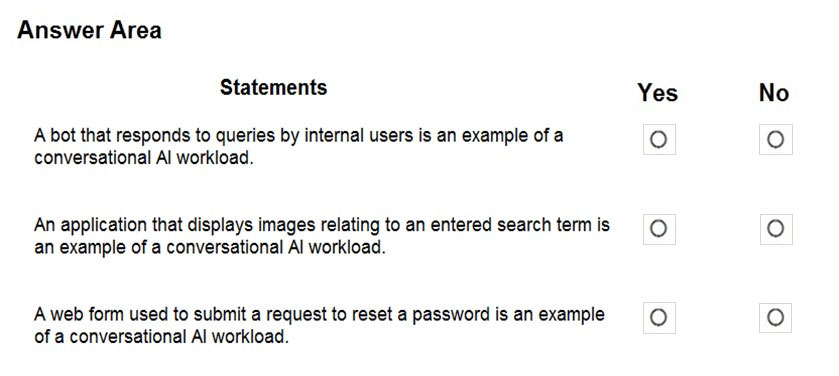 Answer Area
Statements Yes No
A bot that responds to queries by internal users is an example of a
conversational AI workload.
An application that displays images relating to an entered search term is
an example of a conversational AI workload.
A web form used to submit a request to reset a password is an example
of a conversational AI workload.